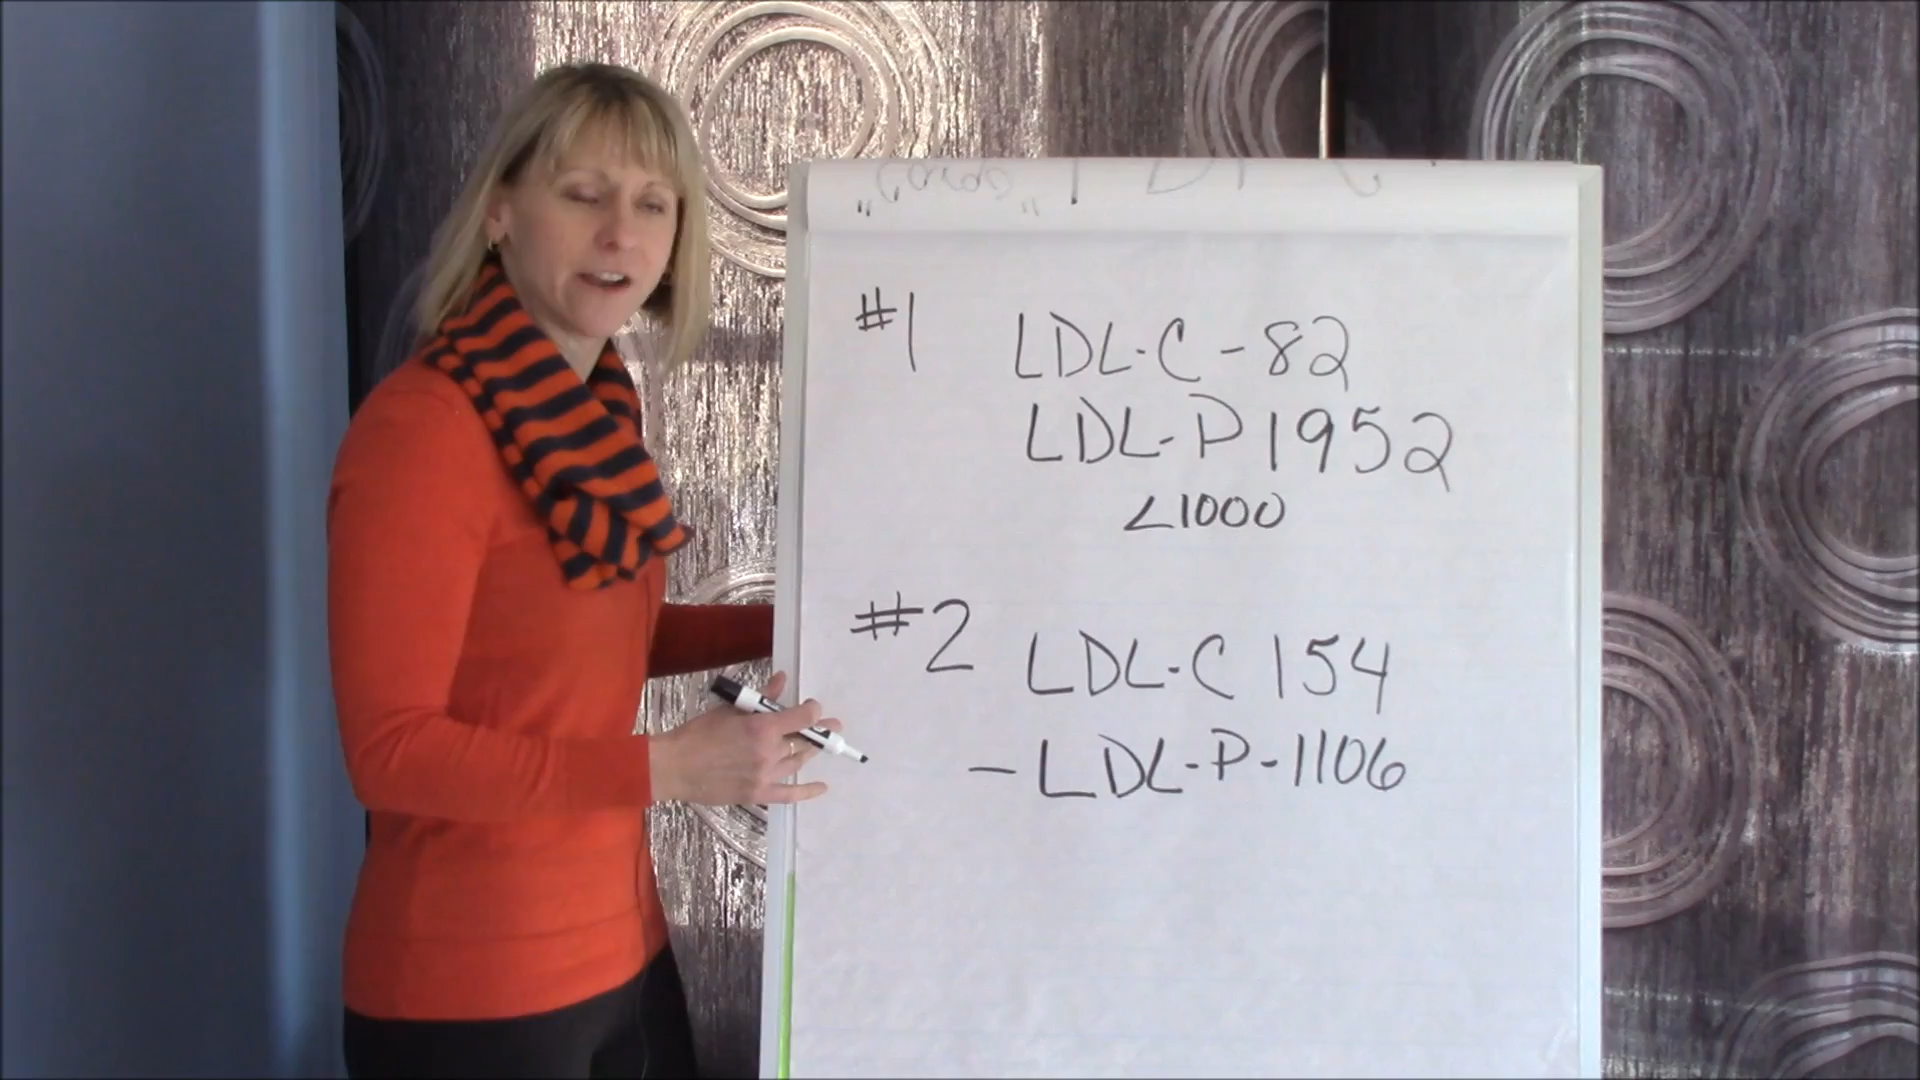 #1 LDL-C-82
LDL-P 1952
<1000
#2 LDL-C 154
- LDL-P-1106